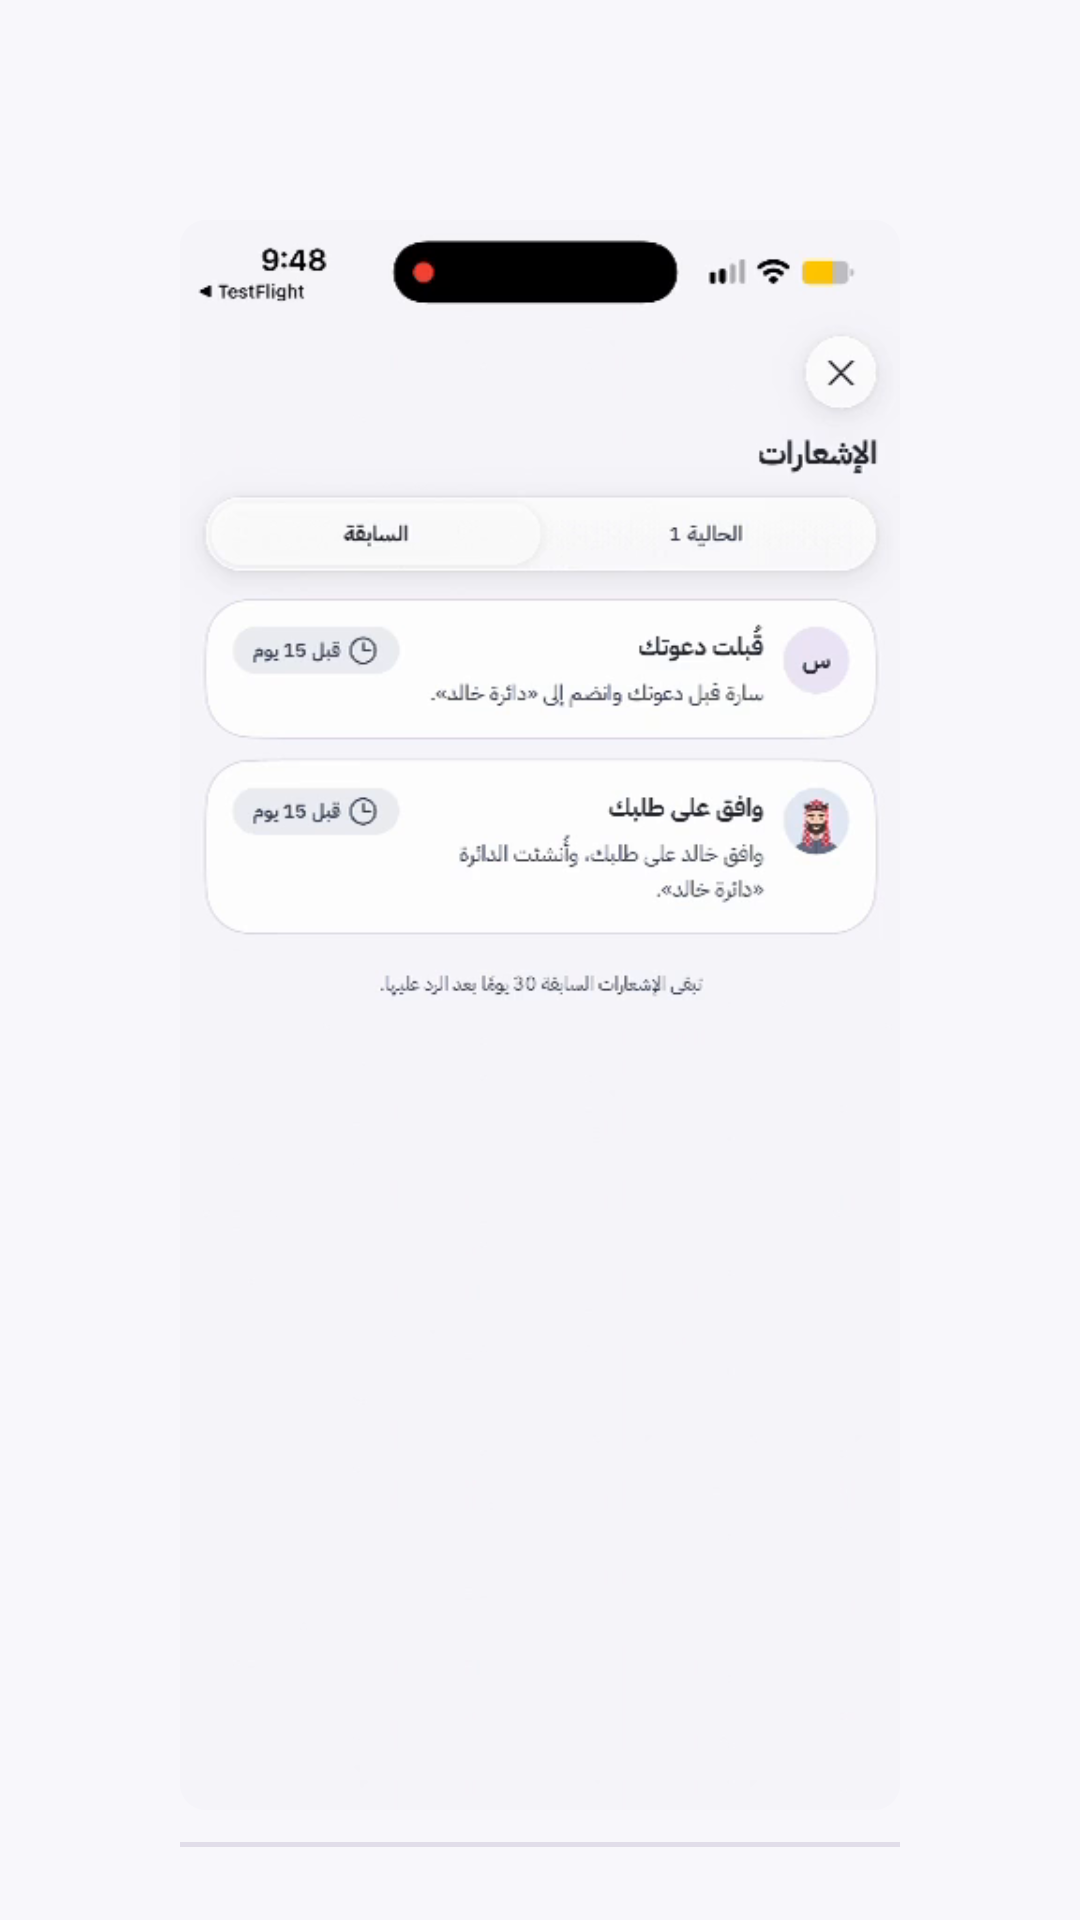 9:48
◀ TestFlight
الإشعارات
الحالية 1
السابقة
س
قُبلت دعوتك
قبل 15 يوم
سارة قبل دعوتك وانضم إلى «دائرة خالد».
وافق على طلبك
قبل 15 يوم
وافق خالد على طلبك، وأُنشئت الدائرة
«دائرة خالد».
تبقى الإشعارات السابقة 30 يومًا بعد الرد عليها.